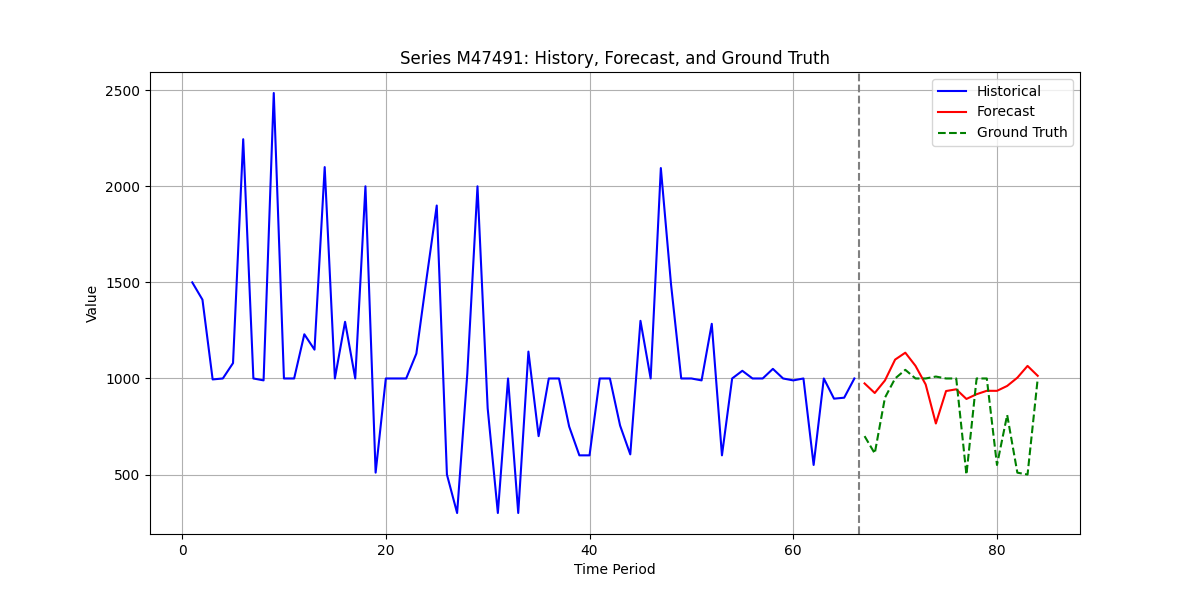 Series M47491: History, Forecast, and Ground Truth
Value
2500
2000
1500
1000
500
0
20
40
60
80
Time Period
Historical
Forecast
Ground Truth